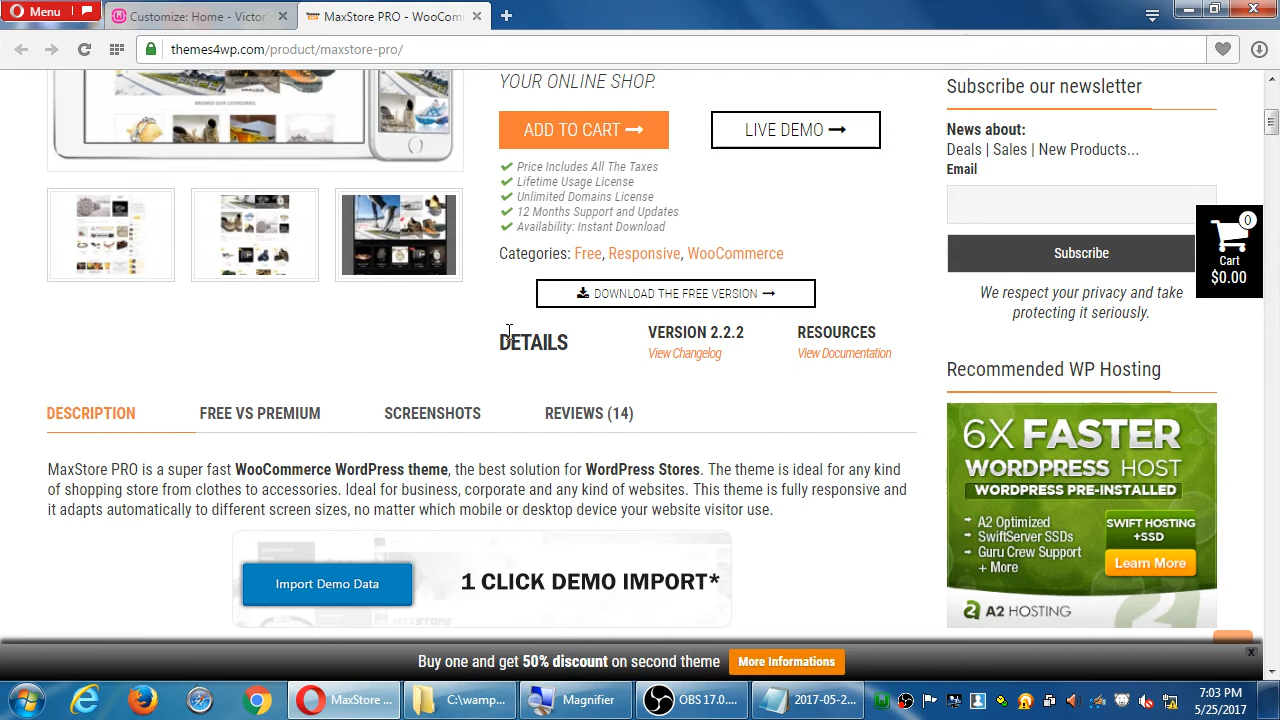 Menu
Customize: Home - Victor'
MaxStore PRO - WooCom
themes4wp.com/product/maxstore-pro/
BROWSE OUR CATEGORIES
YOUR ONLINE SHOP.
ADD TO CART
LIVE DEMO
Price Includes All The Taxes
Lifetime Usage License
Unlimited Domains License
12 Months Support and Updates
Availability: Instant Download
Categories: Free, Responsive, WooCommerce
DOWNLOAD THE FREE VERSION
DETAILS
VERSION 2.2.2
View Changelog
RESOURCES
View Documentation
Subscribe our newsletter
News about:
Deals | Sales | New Products...
Email
Subscribe
We respect your privacy and take
protecting it seriously.
0
Cart
$0.00
Recommended WP Hosting
6X FASTER
WORDPRESS HOST
WORDPRESS PRE-INSTALLED
A2 Optimized
SwiftServer SSDs
Guru Crew Support
+ More
SWIFT HOSTING
+SSD
Learn More
A2 HOSTING
DESCRIPTION
FREE VS PREMIUM
SCREENSHOTS
REVIEWS (14)
MaxStore PRO is a super fast WooCommerce WordPress theme, the best solution for WordPress Stores. The theme is ideal for any kind
of shopping store from clothes to accessories. Ideal for business, corporate and any kind of websites. This theme is fully responsive and
it adapts automatically to different screen sizes, no matter which mobile or desktop device your website visitor use.
Import Demo Data
1 CLICK DEMO IMPORT*
Buy one and get 50% discount on second theme
More Informations
x
MaxStore ...
C:\wamp...
Magnifier
OBS 17.0....
2017-05-2...
7:03 PM
5/25/2017